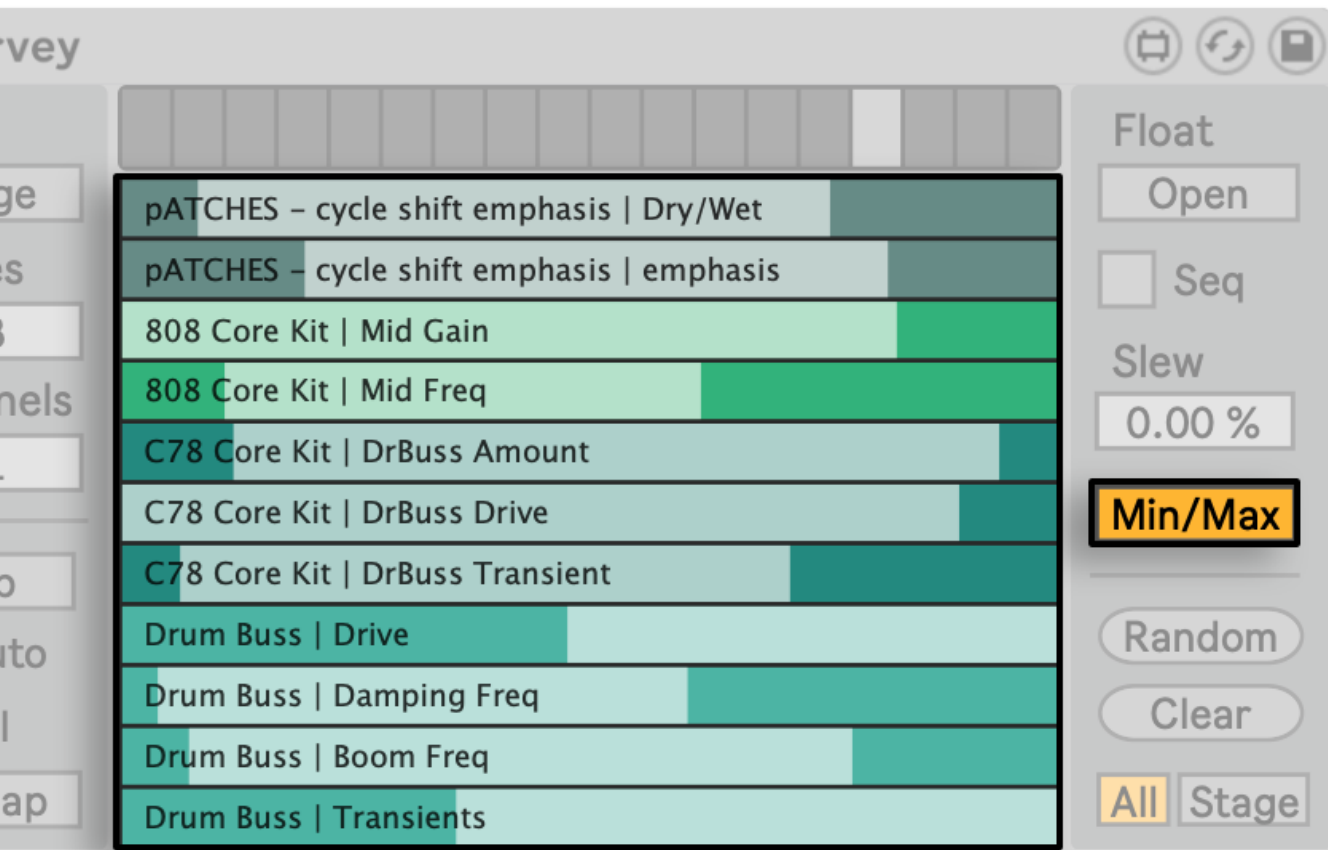 rvey
Float
ge
Open
pATCHES – cycle shift emphasis | Dry/Wet
es
pATCHES – cycle shift emphasis | emphasis
Seq
808 Core Kit | Mid Gain
Slew
808 Core Kit | Mid Freq
nels
0.00 %
C78 Core Kit | DrBuss Amount
C78 Core Kit | DrBuss Drive
Min/Max
C78 Core Kit | DrBuss Transient
Drum Buss | Drive
Random
uto
Drum Buss | Damping Freq
Clear
Drum Buss | Boom Freq
ap
All
Stage
Drum Buss | Transients